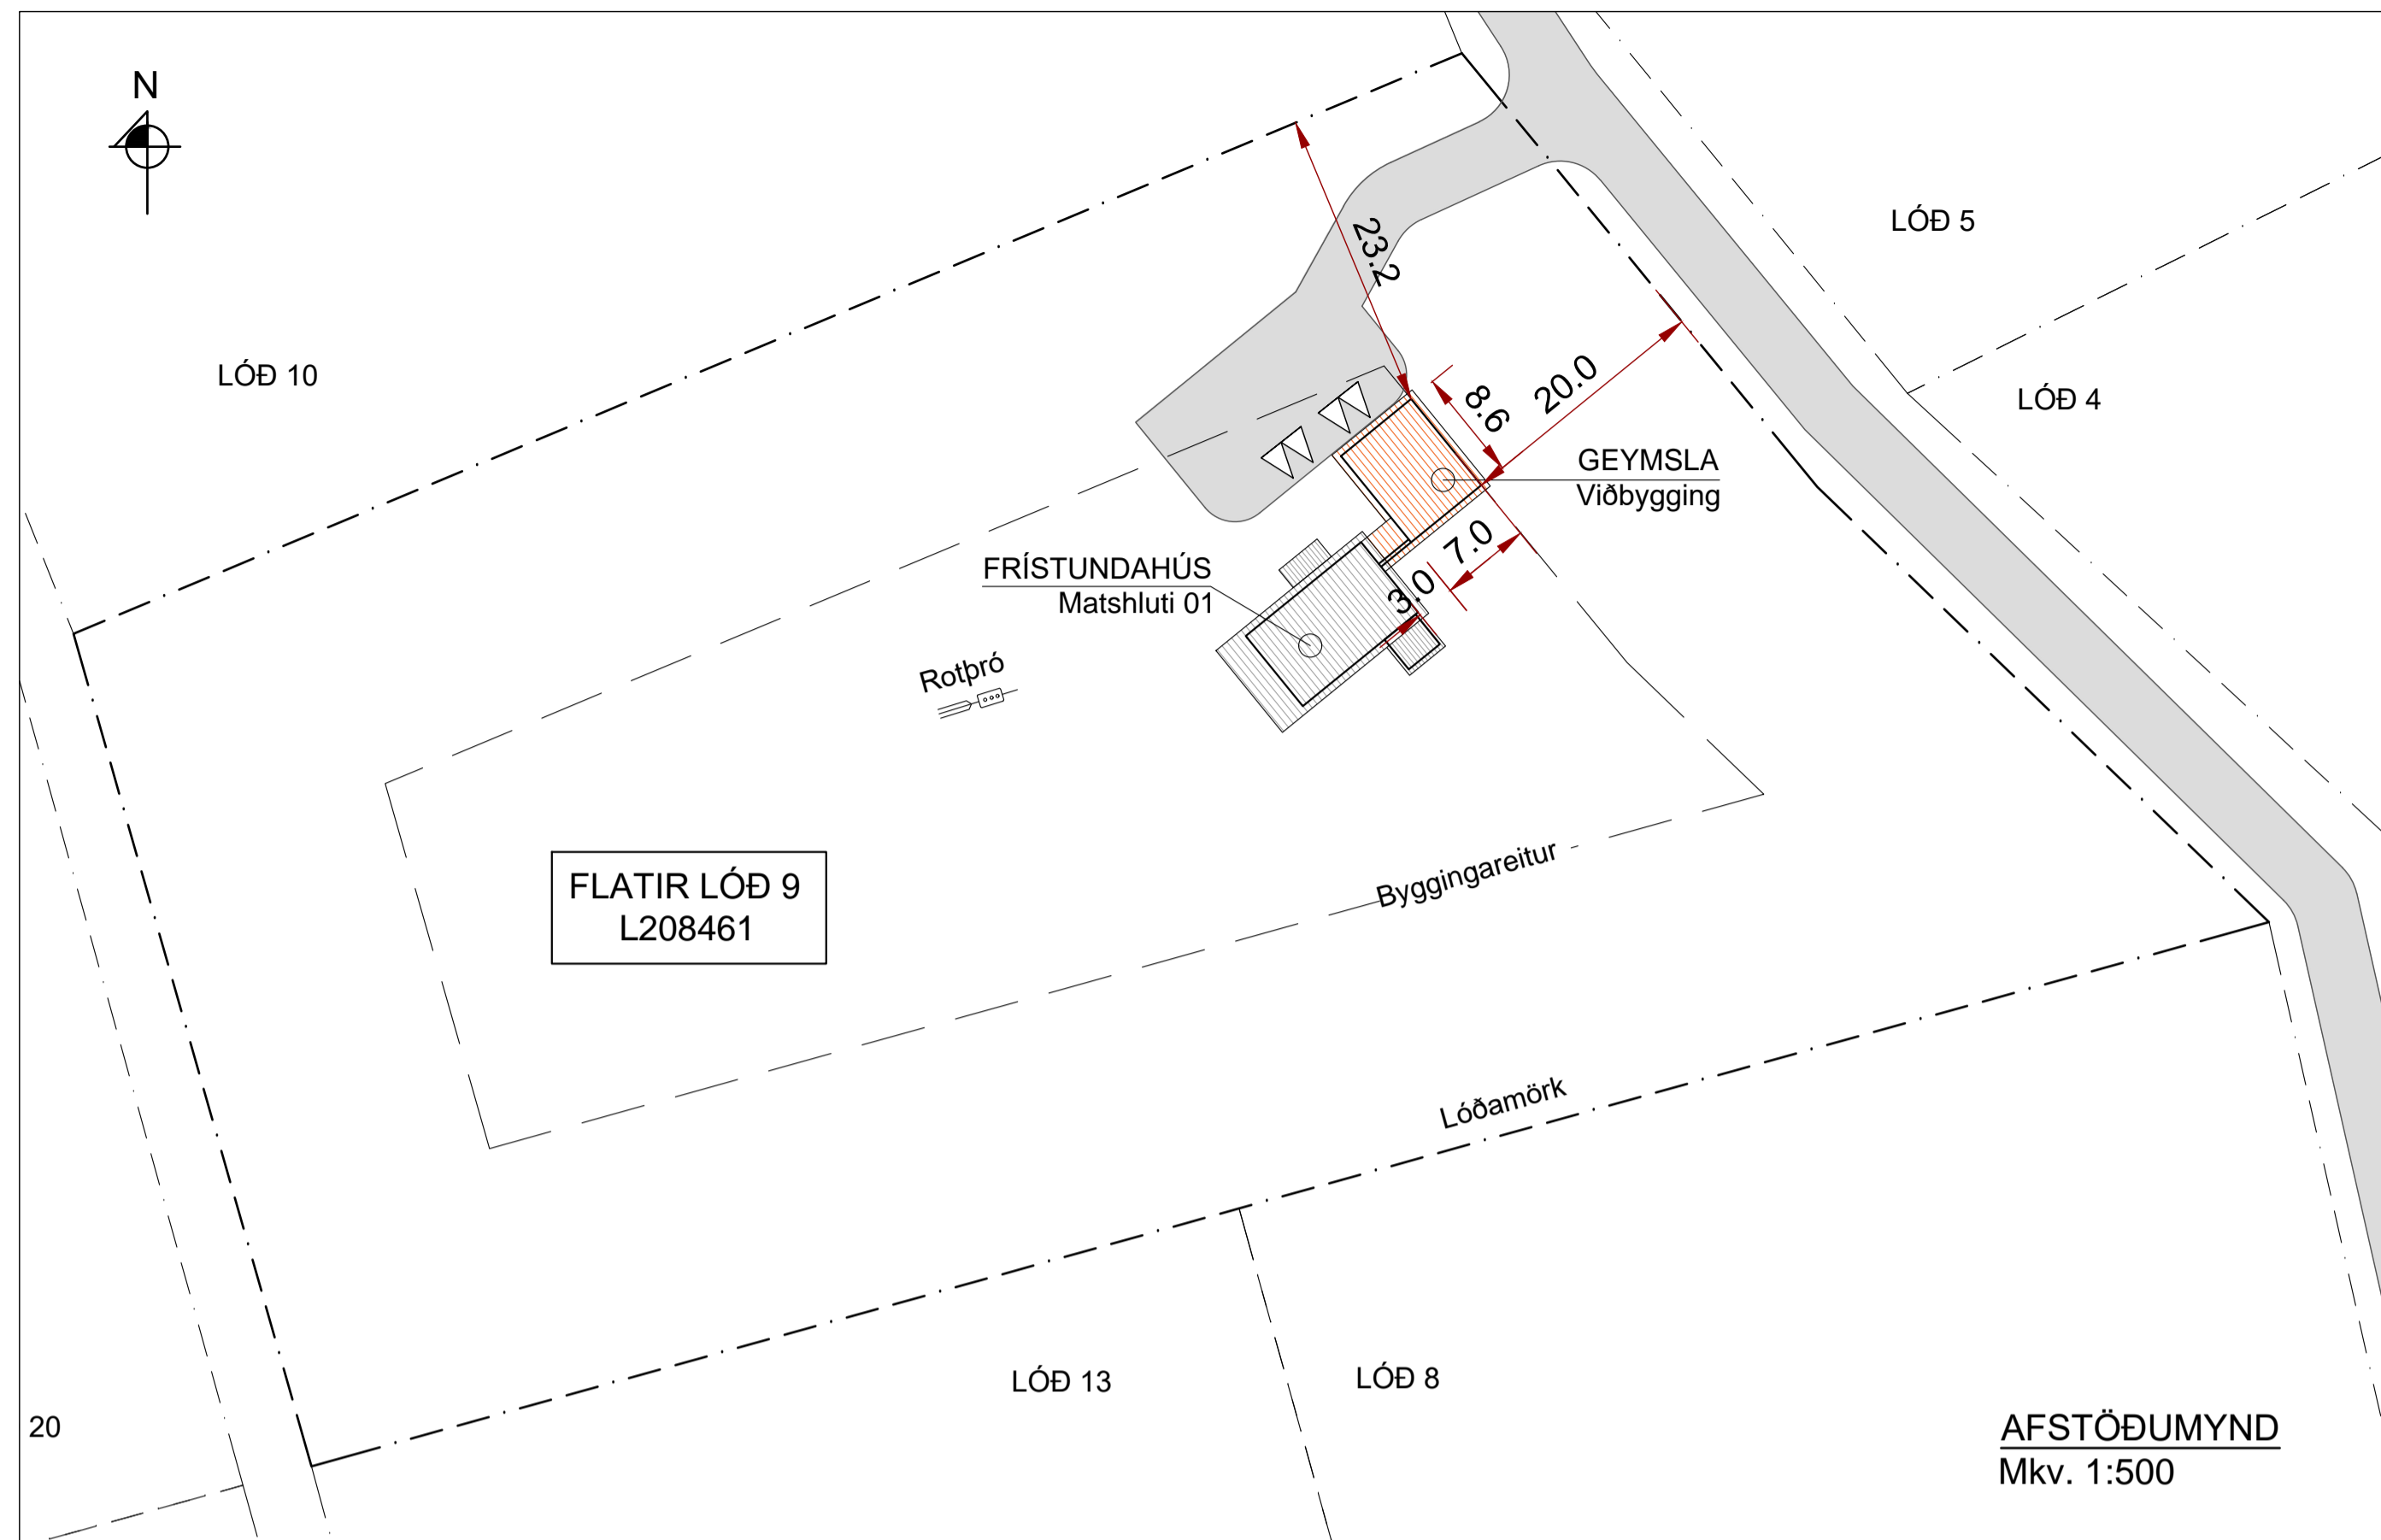 N
LÓÐ 5
23.2
LÓÐ 10
LÓÐ 4
8.6
20.0
GEYMSLA
Viðbygging
7.0
3.0
FRÍSTUNDAHÚS
Matshluti 01
Rotþró
FLATIR LÓÐ 9
L208461
Byggingareitur
Lóðamörk
LÓÐ 13
LÓÐ 8
20
AFSTÖÐUMYND
Mkv. 1:500